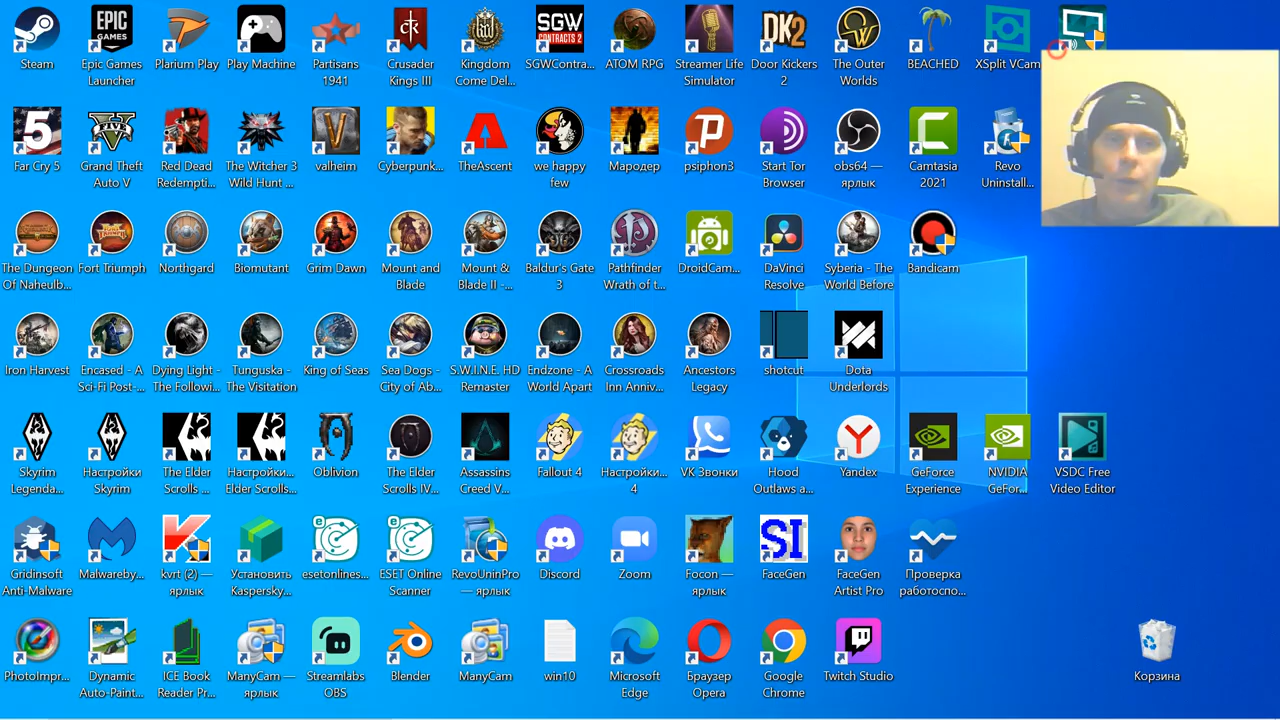 Steam
Epic Games
Launcher
Plarium Play
Play Machine
Partisans
1941
Crusader
Kings III
Kingdom
Come Del...
SGW
CONTRACTS 2
SGWContra...
ATOM RPG
Streamer Life
Simulator
DK2
Door Kickers
2
The Outer
Worlds
BEACHED
XSplit VCam
Far Cry 5
Grand Theft
Auto V
Red Dead
Redempti...
The Witcher 3
Wild Hunt ...
valheim
Cyberpunk...
TheAscent
we happy
few
Мародер
psiphon3
Start Tor
Browser
obs64 —
ярлык
Camtasia
2021
Revo
Uninstall...
The Dungeon
Of Naheulb...
Fort Triumph
Northgard
Biomutant
Grim Dawn
Mount and
Blade
Mount &
Blade II -...
Baldur's Gate
3
Pathfinder
Wrath of t...
DroidCam...
DaVinci
Resolve
Syberia - The
World Before
Bandicam
Iron Harvest
Encased - A
Sci-Fi Post-...
Dying Light -
The Followi...
Tunguska -
The Visitation
King of Seas
Sea Dogs -
City of Ab...
S.W.I.N.E. HD
Remaster
Endzone - A
World Apart
Crossroads
Inn Anniv...
Ancestors
Legacy
shotcut
Dota
Underlords
Skyrim
Legenda...
Настройки
Skyrim
The Elder
Scrolls ...
Настройки...
Elder Scrolls...
Oblivion
The Elder
Scrolls IV...
Assassins
Creed V...
Fallout 4
Настройки...
4
VK Звонки
Hood
Outlaws a...
Yandex
GeForce
Experience
NVIDIA
GeFor...
VSDC Free
Video Editor
Gridinsoft
Anti-Malware
Malwareby...
kvrt (2) —
ярлык
Установить
Kaspersky...
esetonlines...
ESET Online
Scanner
RevoUninPro
— ярлык
Discord
Zoom
Focon —
ярлык
SI
FaceGen
FaceGen
Artist Pro
Проверка
работоспо...
PhotoImpr...
Dynamic
Auto-Paint...
ICE Book
Reader Pr...
ManyCam —
ярлык
Streamlabs
OBS
Blender
ManyCam
win10
Microsoft
Edge
Браузер
Opera
Google
Chrome
Twitch Studio
Корзина